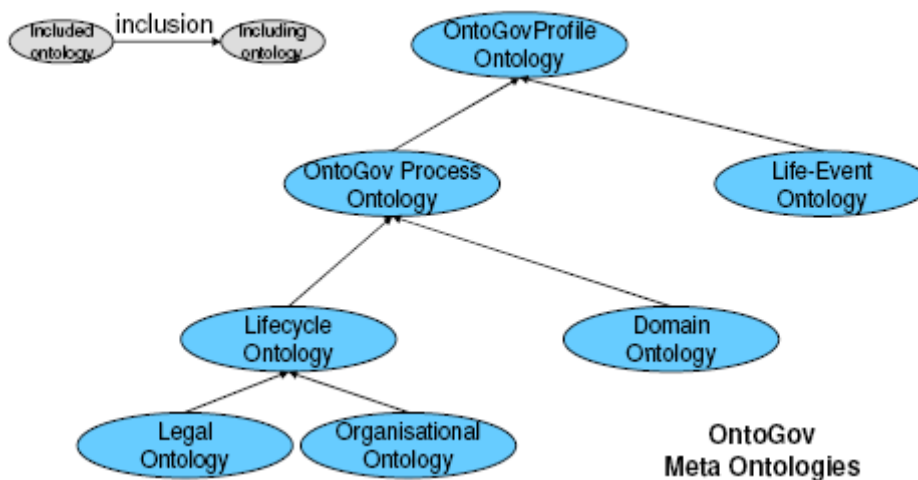 Included
ontology
inclusion
Including
ontology
OntoGovProfile
Ontology
OntoGov Process
Ontology
Life-Event
Ontology
Lifecycle
Ontology
Domain
Ontology
Legal
Ontology
Organisational
Ontology
OntoGov
Meta Ontologies